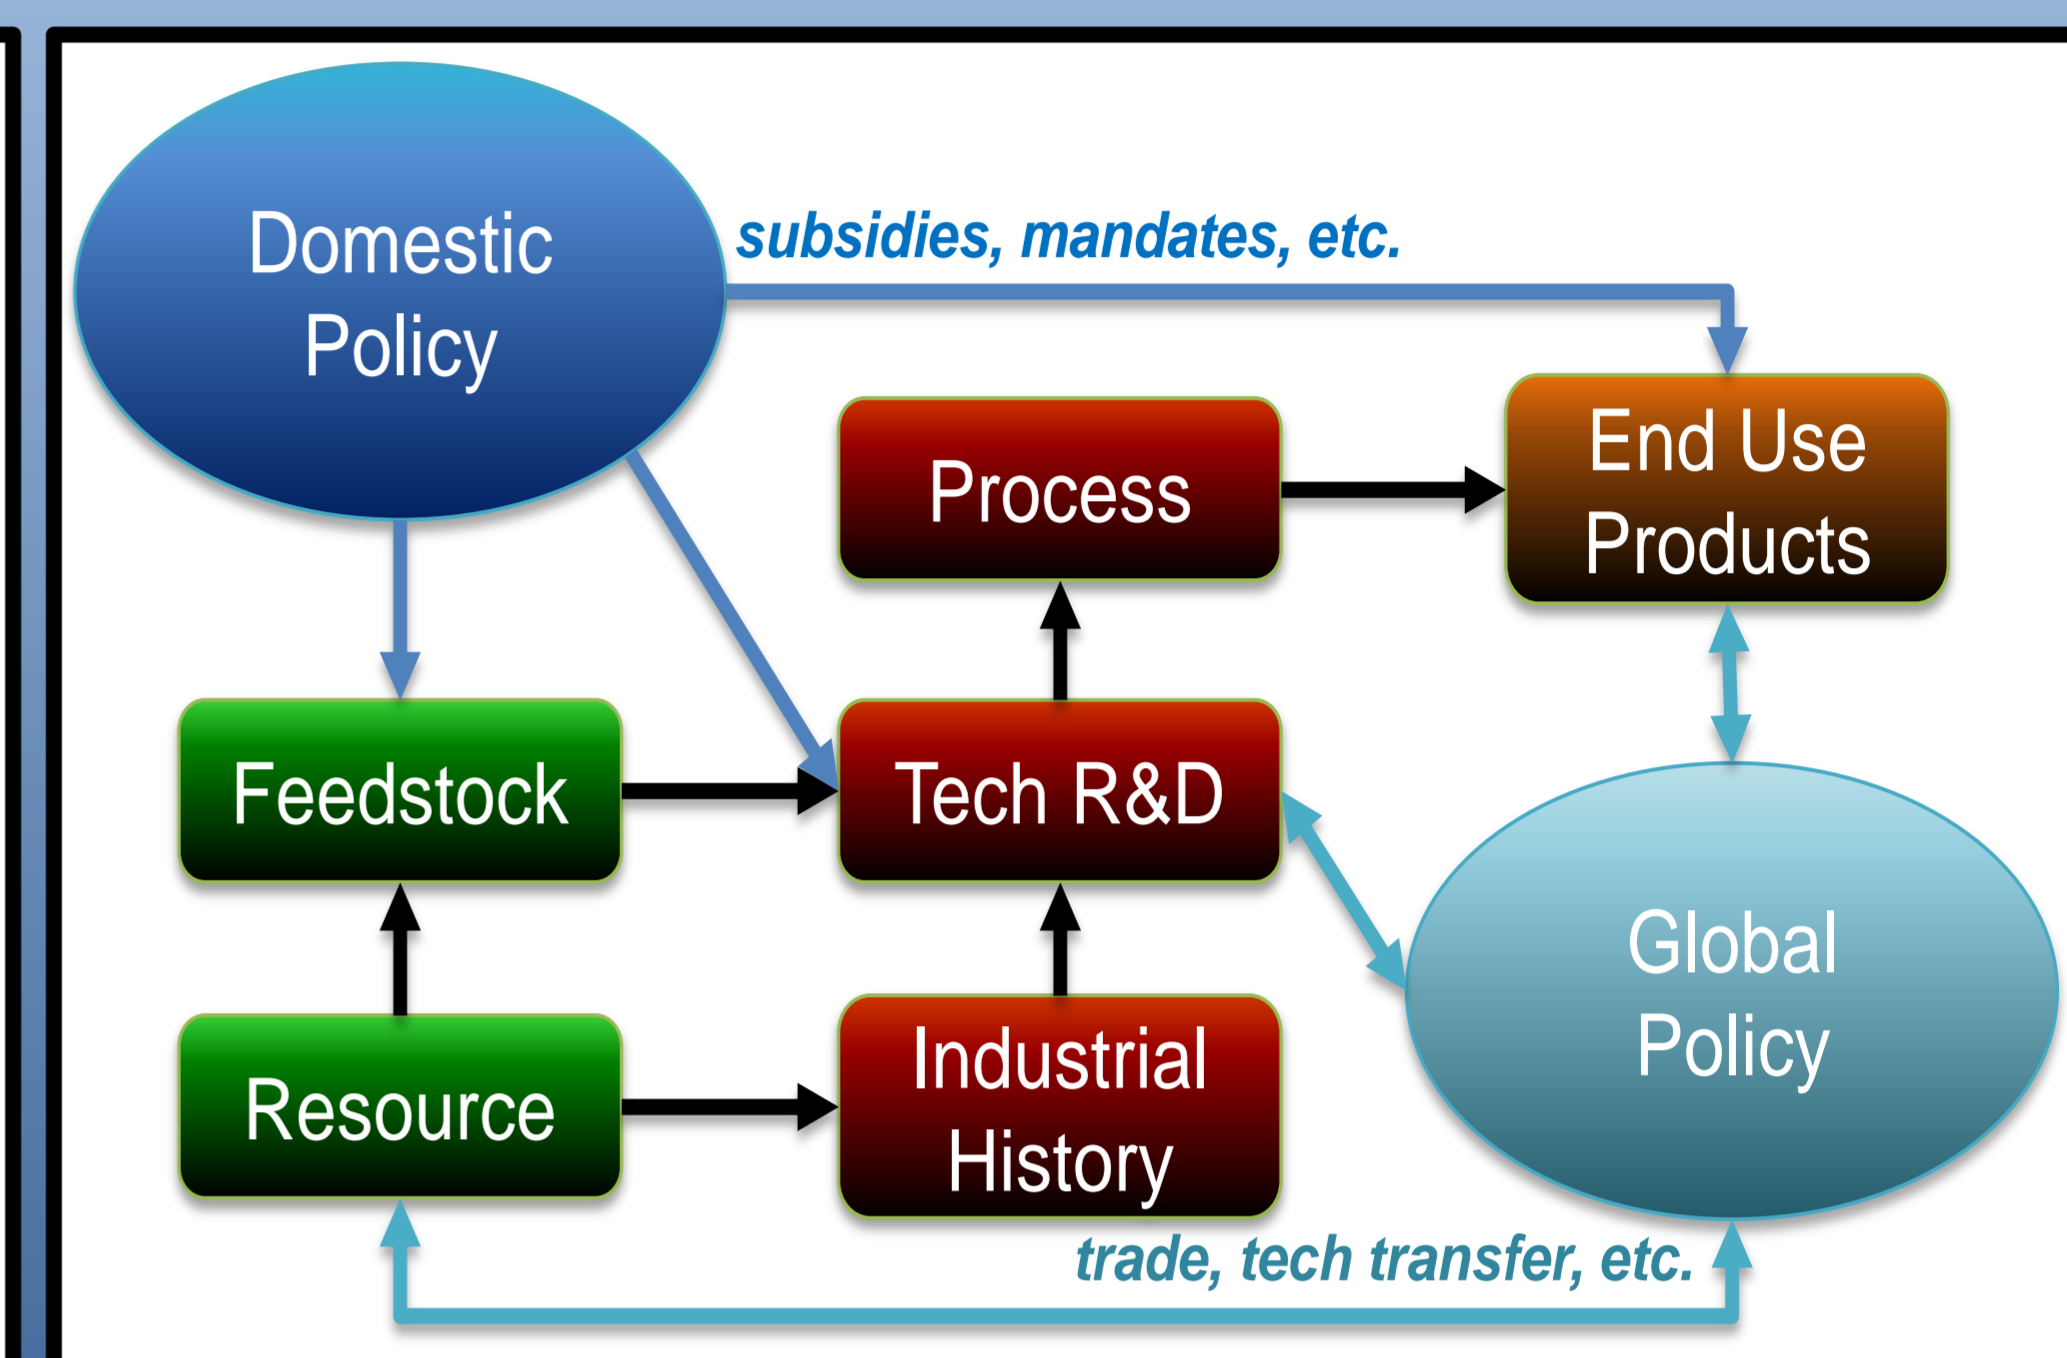 Domestic
Policy
subsidies, mandates, etc.
Process
End Use
Products
Feedstock
Tech R&D
Global
Policy
Resource
Industrial
History
trade, tech transfer, etc.